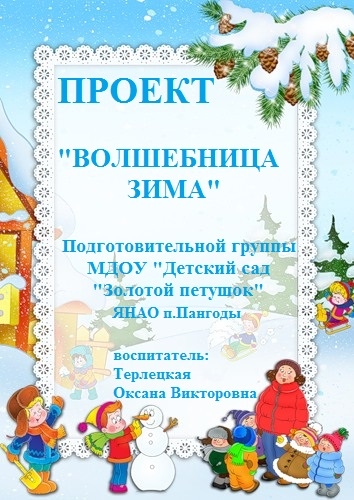 ПРОЕКТ
"ВОЛШЕБНИЦА
ЗИМА"
Подготовительной группы
МДОУ "Детский сад
"Золотой петушок"
ЯНАО п.Пангоды
воспитатель:
Терлецкая
Оксана Викторовна